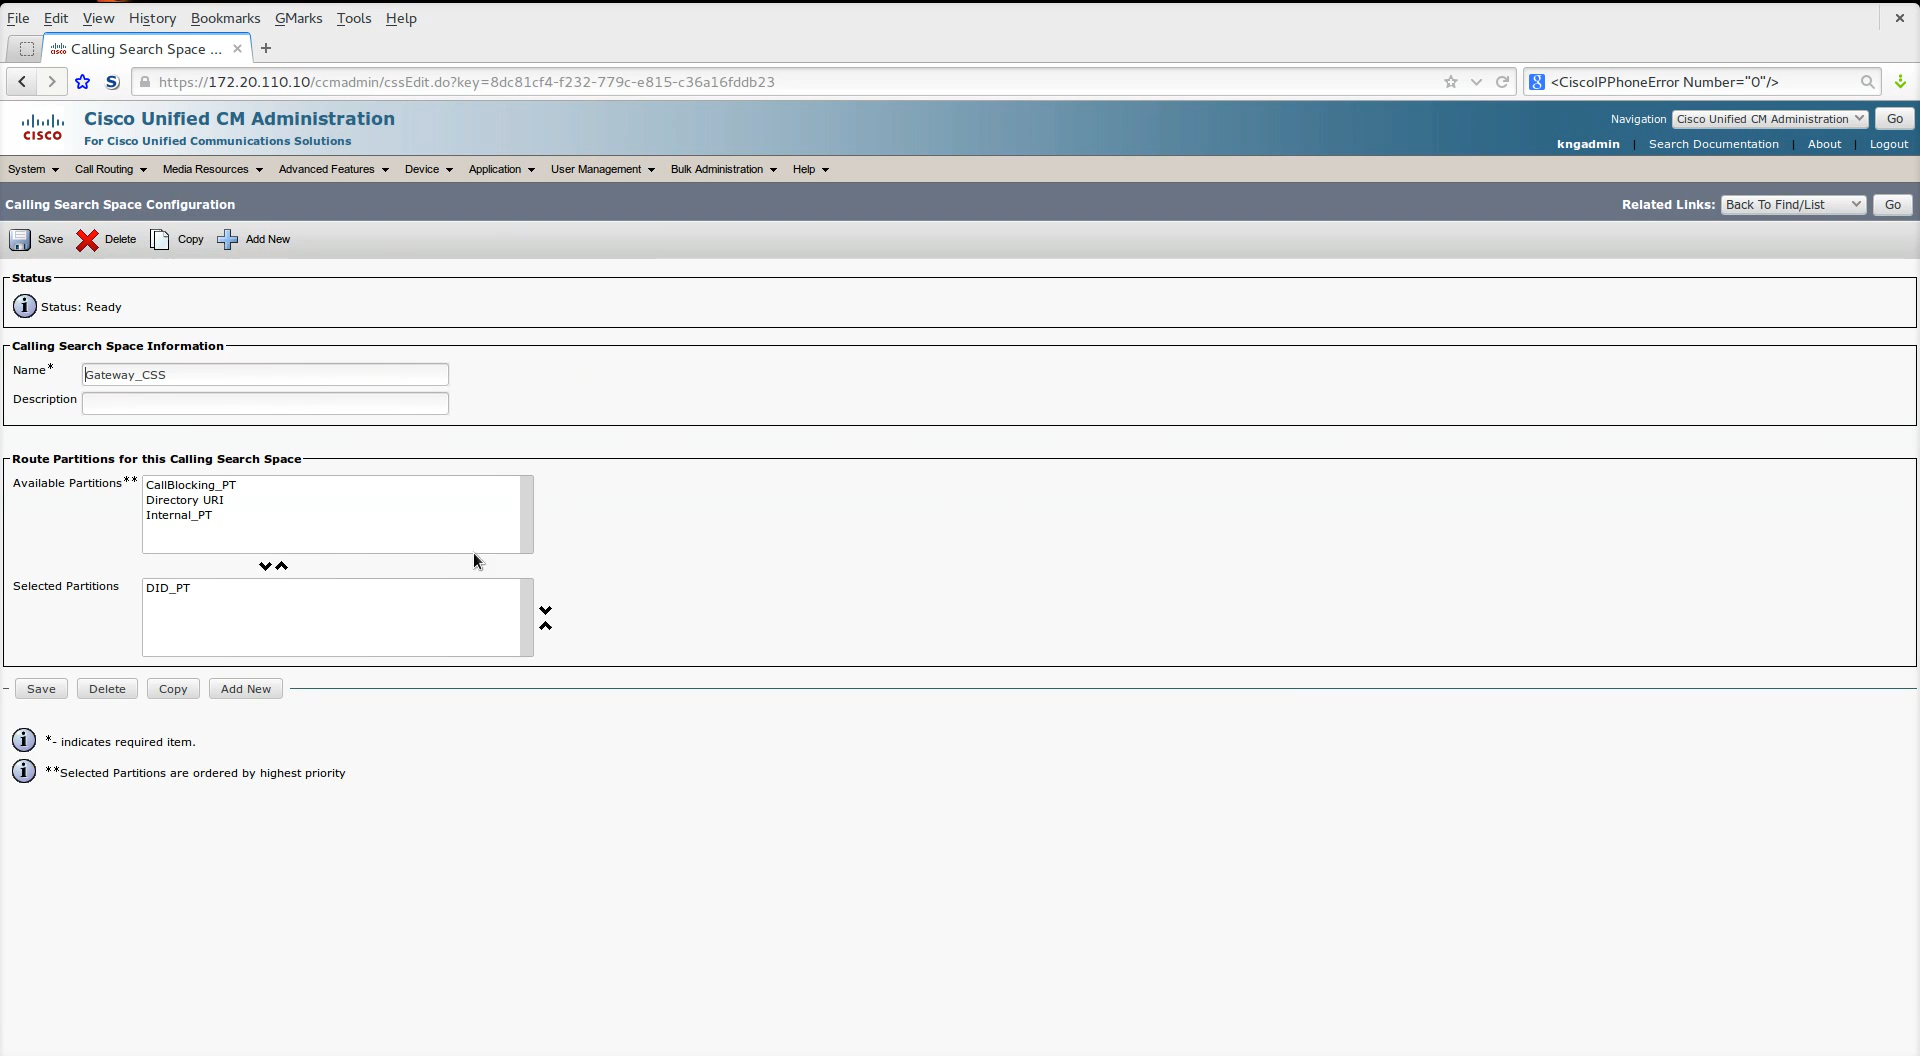 File Edit View History Bookmarks GMarks Tools Help
Calling Search Space ...
https://172.20.110.10/ccmadmin/cssEdit.do?key=8dc81cf4-f232-779c-e815-c36a16fddb23
<CiscoIPPhoneError Number="0"/>
CISCO
Cisco Unified CM Administration
For Cisco Unified Communications Solutions
Navigation Cisco Unified CM Administration Go
kngadmin | Search Documentation | About | Logout
System Call Routing Media Resources Advanced Features Device Application User Management Bulk Administration Help
Calling Search Space Configuration
Related Links: Back To Find/List Go
Save Delete Copy Add New
Status
Status: Ready
Calling Search Space Information
Name* Gateway_CSS
Description
Route Partitions for this Calling Search Space
Available Partitions** CallBlocking_PT
Directory URI
Internal_PT
Selected Partitions DID_PT
Save Delete Copy Add New
*- indicates required item.
**Selected Partitions are ordered by highest priority